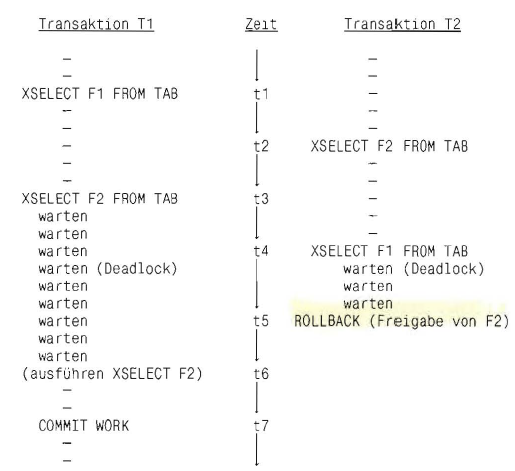 Transaktion T1 Zeit Transaktion T2
– –
– –
XSELECT F1 FROM TAB t1 –
– –
– –
– t2 XSELECT F2 FROM TAB
– –
– –
XSELECT F2 FROM TAB t3 –
warten –
warten –
warten t4 XSELECT F1 FROM TAB
warten (Deadlock) warten (Deadlock)
warten warten
warten warten
warten t5 ROLLBACK (Freigabe von F2)
warten
warten
(ausführen XSELECT F2) t6
–
–
COMMIT WORK t7
–
–